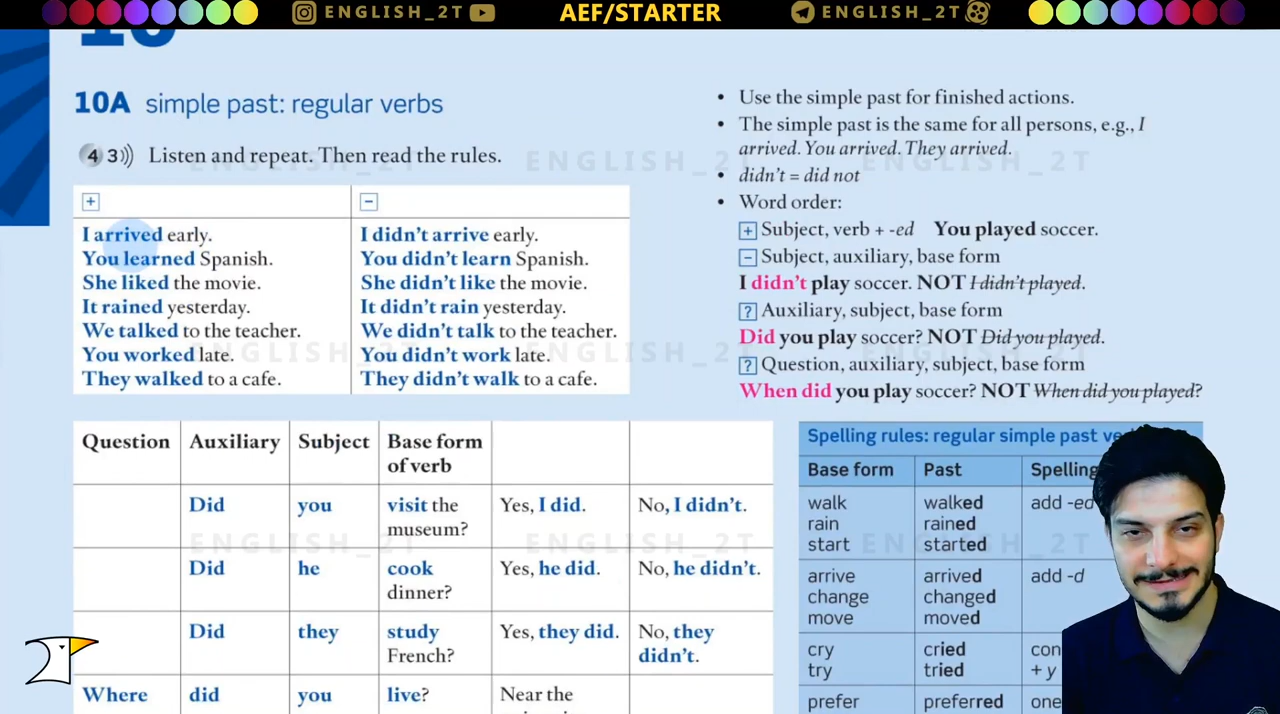 ENGLISH_2T
AEF/STARTER
ENGLISH_2T
10A simple past: regular verbs
4 3 Listen and repeat. Then read the rules.
+
−
I arrived early.
I didn't arrive early.
You learned Spanish.
You didn't learn Spanish.
She liked the movie.
She didn't like the movie.
It rained yesterday.
It didn't rain yesterday.
We talked to the teacher.
We didn't talk to the teacher.
You worked late.
You didn't work late.
They walked to a cafe.
They didn't walk to a cafe.
• Use the simple past for finished actions.
• The simple past is the same for all persons, e.g., I
arrived. You arrived. They arrived.
• didn't = did not
• Word order:
+ Subject, verb + -ed You played soccer.
− Subject, auxiliary, base form
I didn't play soccer. NOT I didn't played.
? Auxiliary, subject, base form
Did you play soccer? NOT Did you played.
? Question, auxiliary, subject, base form
When did you play soccer? NOT When did you played?
Question Auxiliary Subject Base form
of verb
Did you visit the Yes, I did. No, I didn't.
museum?
Did he cook Yes, he did. No, he didn't.
dinner?
Did they study Yes, they did. No, they
French? didn't.
Where did you live? Near the
Spelling rules: regular simple past
Base form Past Spelling
walk walked add -ed
rain rained
start started
arrive arrived add -d
change changed
move moved
cry cried
try tried + y
prefer preferred one
ENGLISH_2T
ENGLISH_2T
ENGLISH_2T
ENGLISH_2T
ENGLISH_2T
ENGLISH_2T
ENGLISH_2T
ENGLISH_2T
ENGLISH_2T